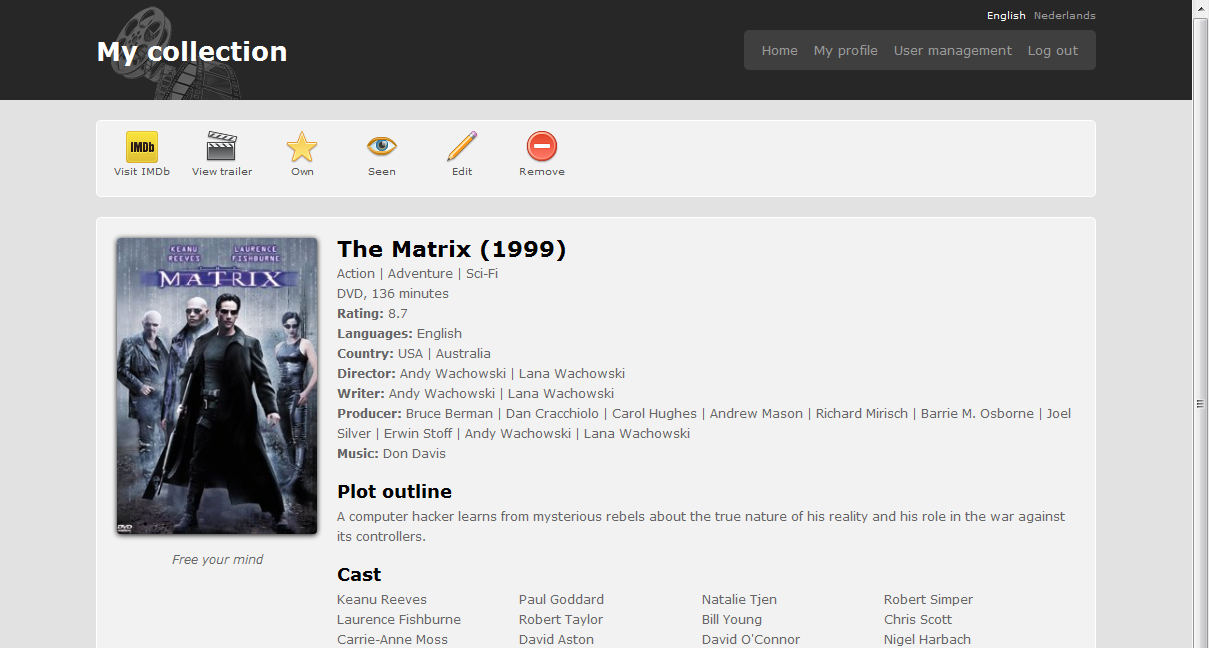 English Nederlands
My collection
Home My profile User management Log out
IMDb
Visit IMDb View trailer Own Seen Edit Remove
KEANU REEVES LAURENCE FISHBURNE
THE MATRIX
DVD
The Matrix (1999)
Action | Adventure | Sci-Fi
DVD, 136 minutes
Rating: 8.7
Languages: English
Country: USA | Australia
Director: Andy Wachowski | Lana Wachowski
Writer: Andy Wachowski | Lana Wachowski
Producer: Bruce Berman | Dan Cracchiolo | Carol Hughes | Andrew Mason | Richard Mirisch | Barrie M. Osborne | Joel
Silver | Erwin Stoff | Andy Wachowski | Lana Wachowski
Music: Don Davis
Plot outline
A computer hacker learns from mysterious rebels about the true nature of his reality and his role in the war against
its controllers.
Free your mind
Cast
Keanu Reeves Paul Goddard Natalie Tjen Robert Simper
Laurence Fishburne Robert Taylor Bill Young Chris Scott
Carrie-Anne Moss David Aston David O'Connor Nigel Harbach